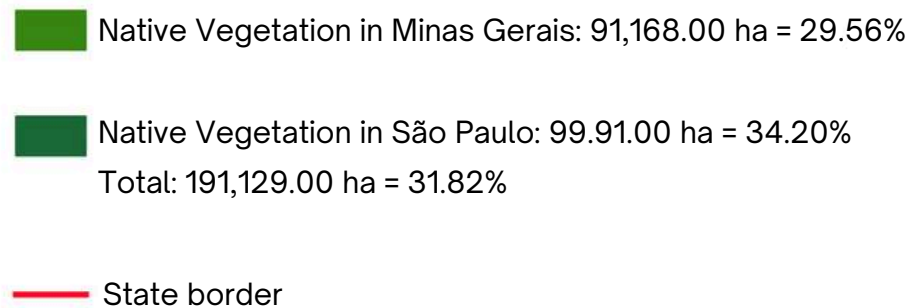 Native Vegetation in Minas Gerais: 91,168.00 ha = 29.56%
Native Vegetation in São Paulo: 99.91.00 ha = 34.20%
Total: 191,129.00 ha = 31.82%
State border